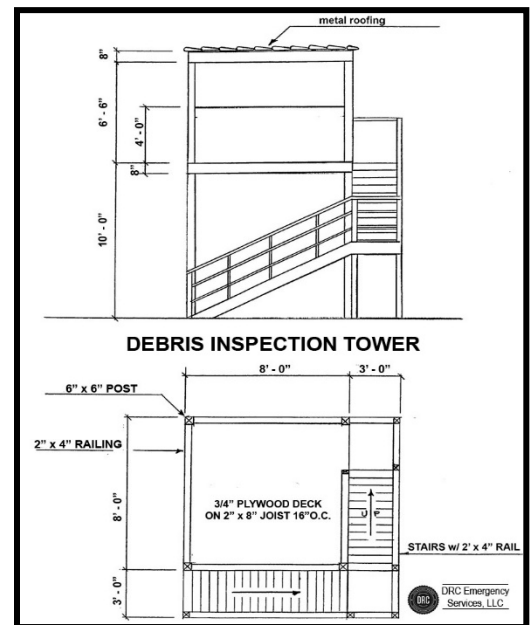 metal roofing
8"
6' - 6"
4' - 0"
8"
10' - 0"
DEBRIS INSPECTION TOWER
8' - 0"
3' - 0"
6" x 6" POST
2" x 4" RAILING
8' - 0"
3/4" PLYWOOD DECK
ON 2" x 8" JOIST 16"O.C.
UP
STAIRS w/ 2' x 4" RAIL
3' - 0"
DRC
DRC Emergency
Services, LLC